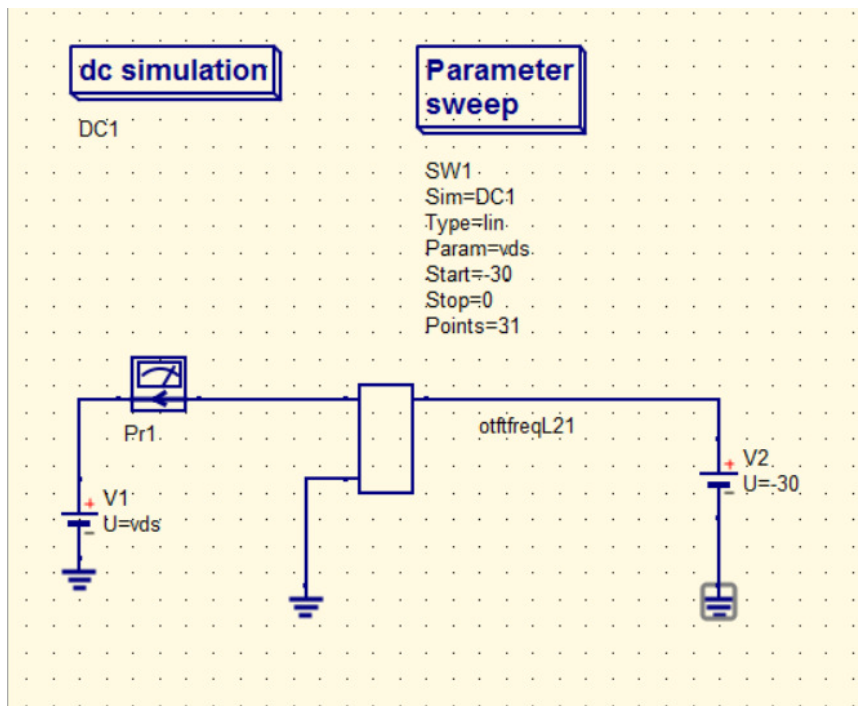 dc simulation
DC1
Parameter
sweep
SW1
Sim=DC1
Type=lin
Param=vds
Start=-30
Stop=0
Points=31
Pr1
otftfreqL21
+
V1
U=vds
-
+
V2
U=-30
-